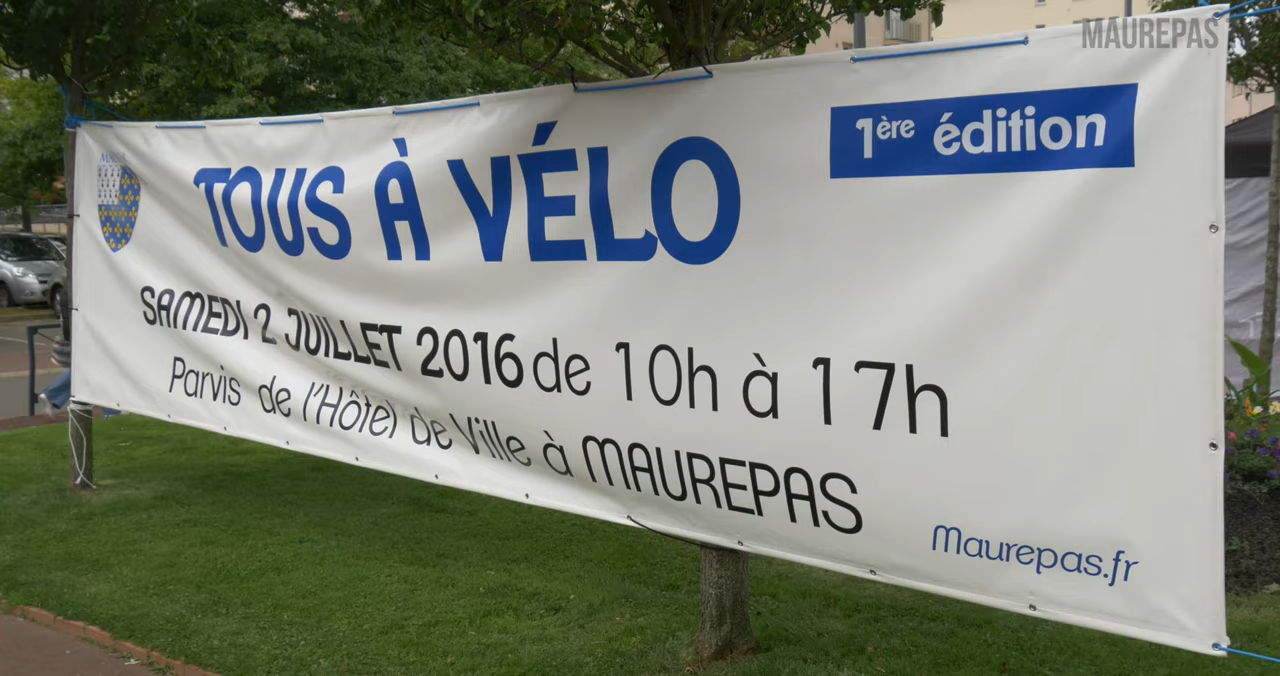 MAUREPAS
1ère édition
TOUS À VÉLO
SAMEDI 2 JUILLET 2016 de 10h à 17h
Parvis de l'Hôtel de Ville à MAUREPAS
Maurepas.fr